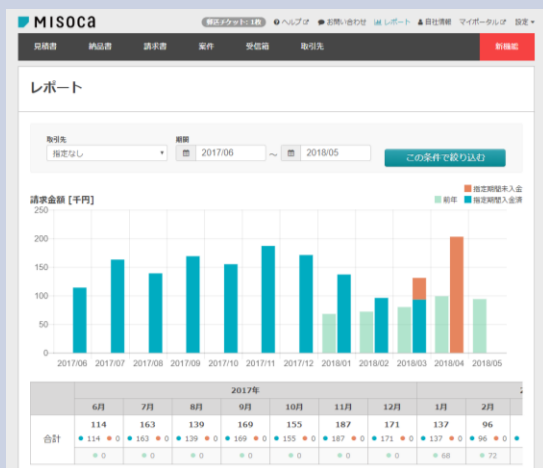 MISOCA
郵送チケット: 1枚 ヘルプ お問い合わせ レポート 自社情報 マイポータル 設定
見積書 納品書 請求書 案件 受信箱 取引先 新機能
レポート
取引先 期間
指定なし 2017/06 ～ 2018/05 この条件で絞り込む
指定期間未入金
請求金額 [千円] 前年 指定期間入金済
250
200
150
100
50
0
2017/06 2017/07 2017/08 2017/09 2017/10 2017/11 2017/12 2018/01 2018/02 2018/03 2018/04 2018/05
2017年
6月 7月 8月 9月 10月 11月 12月 1月 2月
114 163 139 169 155 187 171 137 96
合計 114 0 163 0 139 0 169 0 155 0 187 0 171 0 137 0 96 0
0 0 0 0 0 0 0 68 72